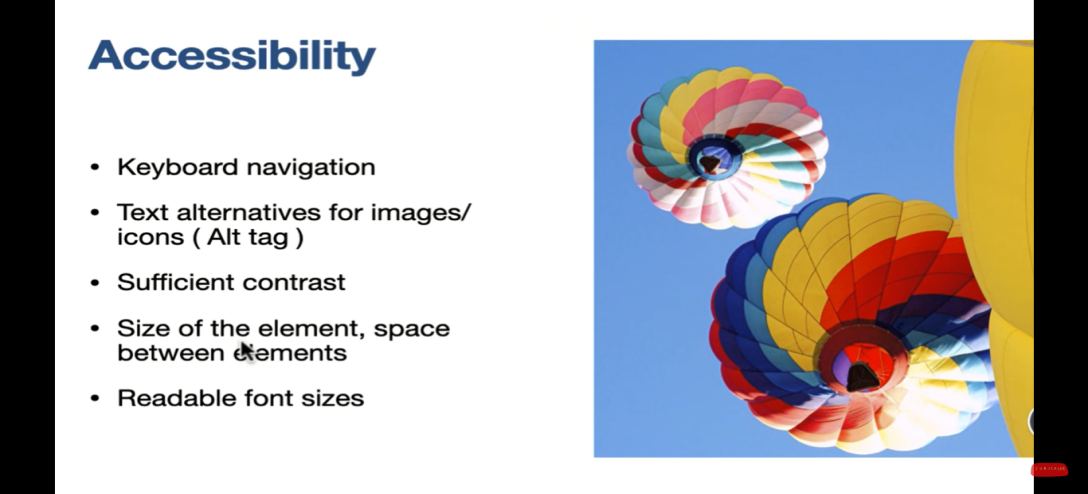 Accessibility
• Keyboard navigation
• Text alternatives for images/
icons ( Alt tag )
• Sufficient contrast
• Size of the element, space
between elements
• Readable font sizes